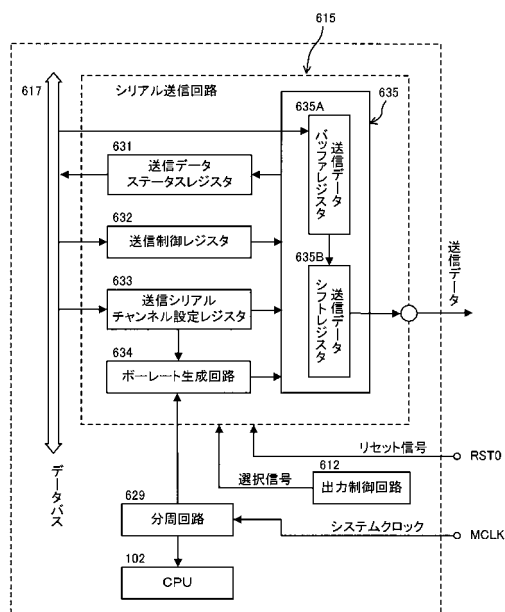 615
617
シリアル送信回路
635A
635
送信データ
バッファレジスタ
631
送信データ
ステータスレジスタ
632
送信制御レジスタ
635B
送信データ
シフトレジスタ
送信データ
633
送信シリアル
チャンネル設定レジスタ
634
ボーレート生成回路
データバス
リセット信号
RST0
選択信号
612
出力制御回路
629
分周回路
システムクロック
MCLK
102
CPU